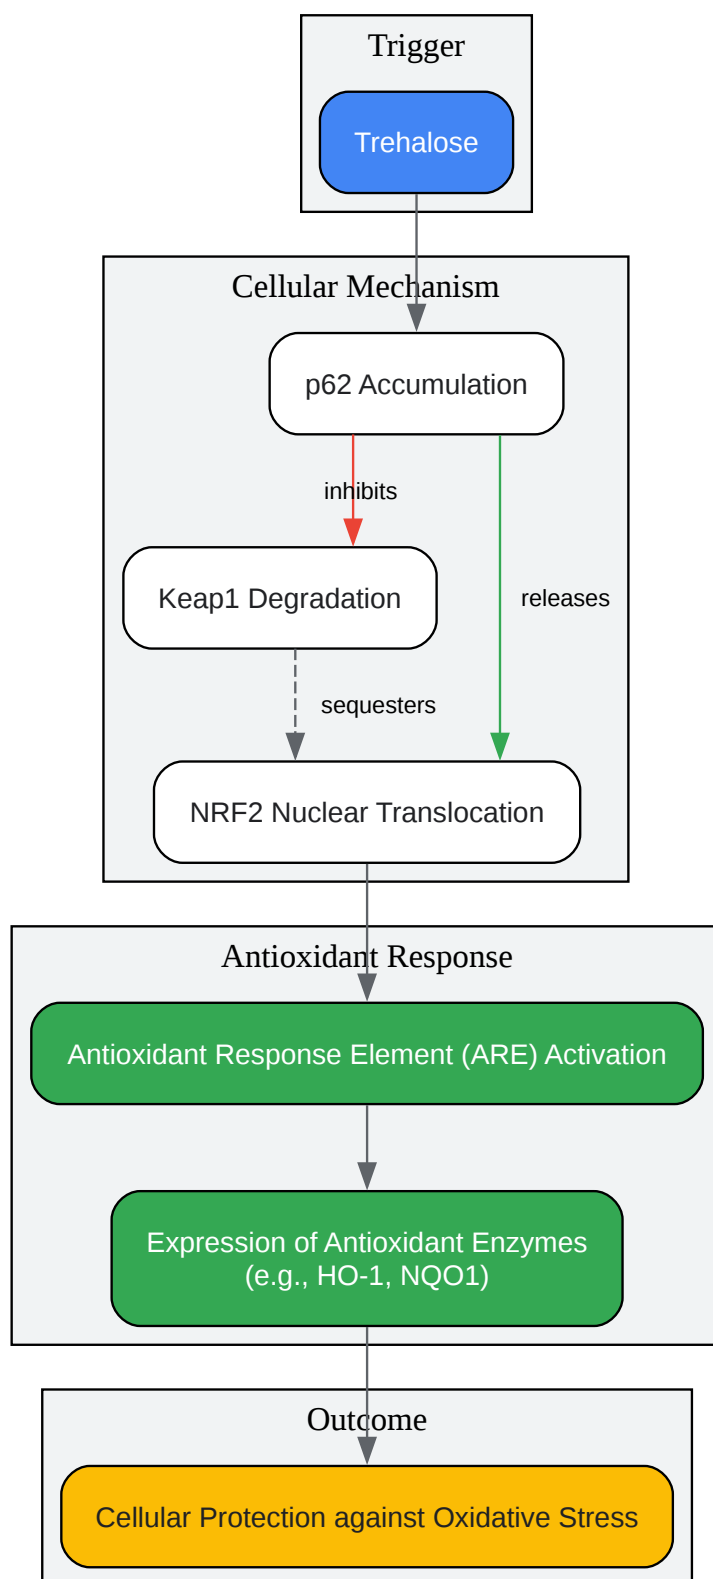 Trigger
Trehalose
Cellular Mechanism
p62 Accumulation
inhibits
Keap1 Degradation
releases
sequesters
NRF2 Nuclear Translocation
Antioxidant Response
Antioxidant Response Element (ARE) Activation
Expression of Antioxidant Enzymes
(e.g., HO-1, NQO1)
Outcome
Cellular Protection against Oxidative Stress